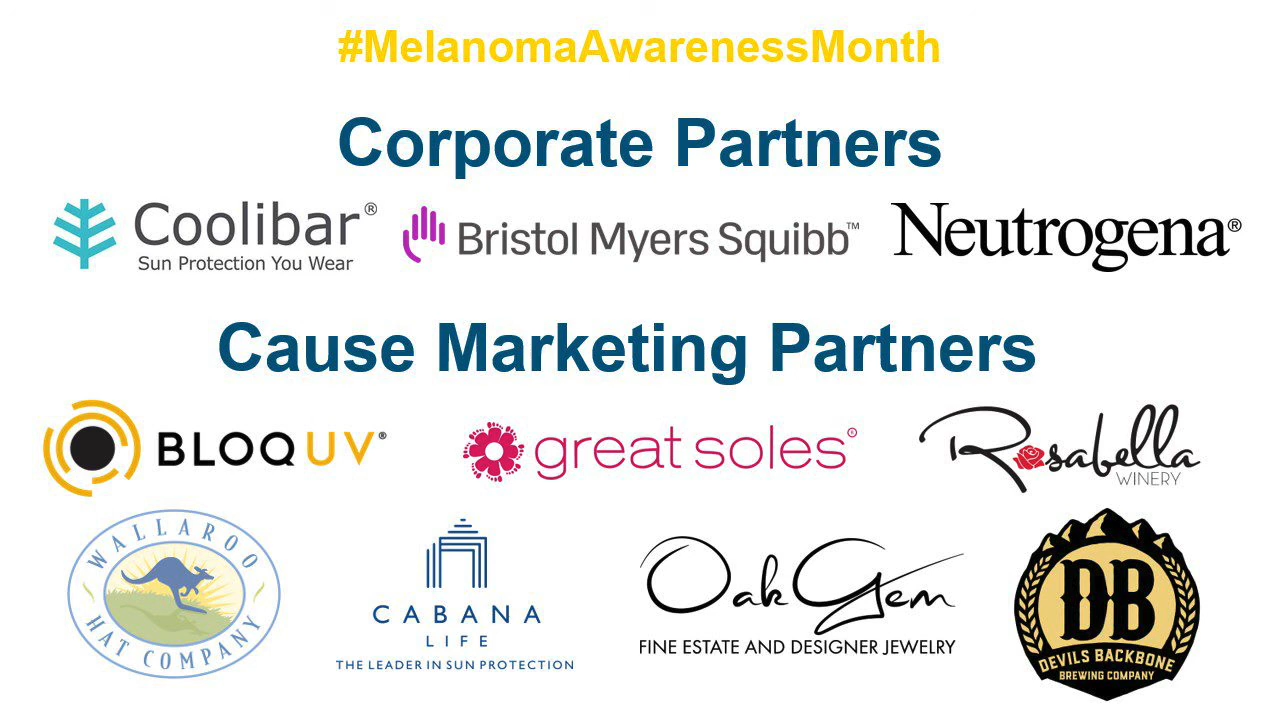 #MelanomaAwarenessMonth
Corporate Partners
Coolibar®
Sun Protection You Wear
Bristol Myers Squibb™
Neutrogena®
Cause Marketing Partners
BLOQUV®
great soles®
Rosabella
WINERY
WALLAROO
HAT COMPANY
CABANA
LIFE
THE LEADER IN SUN PROTECTION
Oak Gem
FINE ESTATE AND DESIGNER JEWELRY
DB
DEVILS BACKBONE
BREWING COMPANY